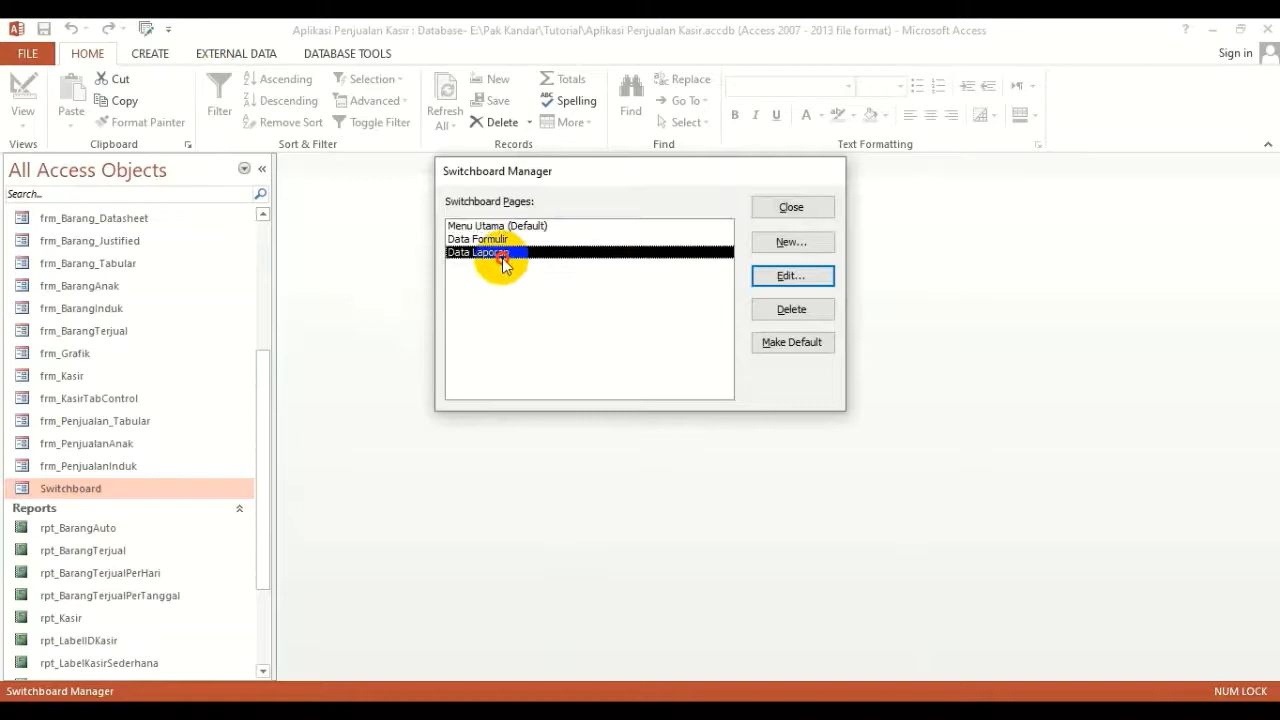 Aplikasi Penjualan Kasir : Database- E:\Pak Kandar\Tutorial\Aplikasi Penjualan Kasir.accdb (Access 2007 - 2013 file format) - Microsoft Access
FILE HOME CREATE EXTERNAL DATA DATABASE TOOLS Sign in
View
Views
Paste
Cut
Copy
Format Painter
Clipboard
Filter
Ascending
Descending
Remove Sort
Selection
Advanced
Toggle Filter
Sort & Filter
Refresh
All
New
Save
Delete
Totals
Spelling
More
Records
Find
Replace
Go To
Select
Find
B U A
Text Formatting
All Access Objects
Search...
frm_Barang_Datasheet
frm_Barang_Justified
frm_Barang_Tabular
frm_BarangAnak
frm_BarangInduk
frm_BarangTerjual
frm_Grafik
frm_Kasir
frm_KasirTabControl
frm_Penjualan_Tabular
frm_PenjualanAnak
frm_PenjualanInduk
Switchboard
Reports
rpt_BarangAuto
rpt_BarangTerjual
rpt_BarangTerjualPerHari
rpt_BarangTerjualPerTanggal
rpt_Kasir
rpt_LabelIDKasir
rpt_LabelKasirSederhana
Switchboard Manager
Switchboard Pages:
Menu Utama (Default)
Data Formulir
Data Laporan
Close
New...
Edit...
Delete
Make Default
Switchboard Manager
NUM LOCK